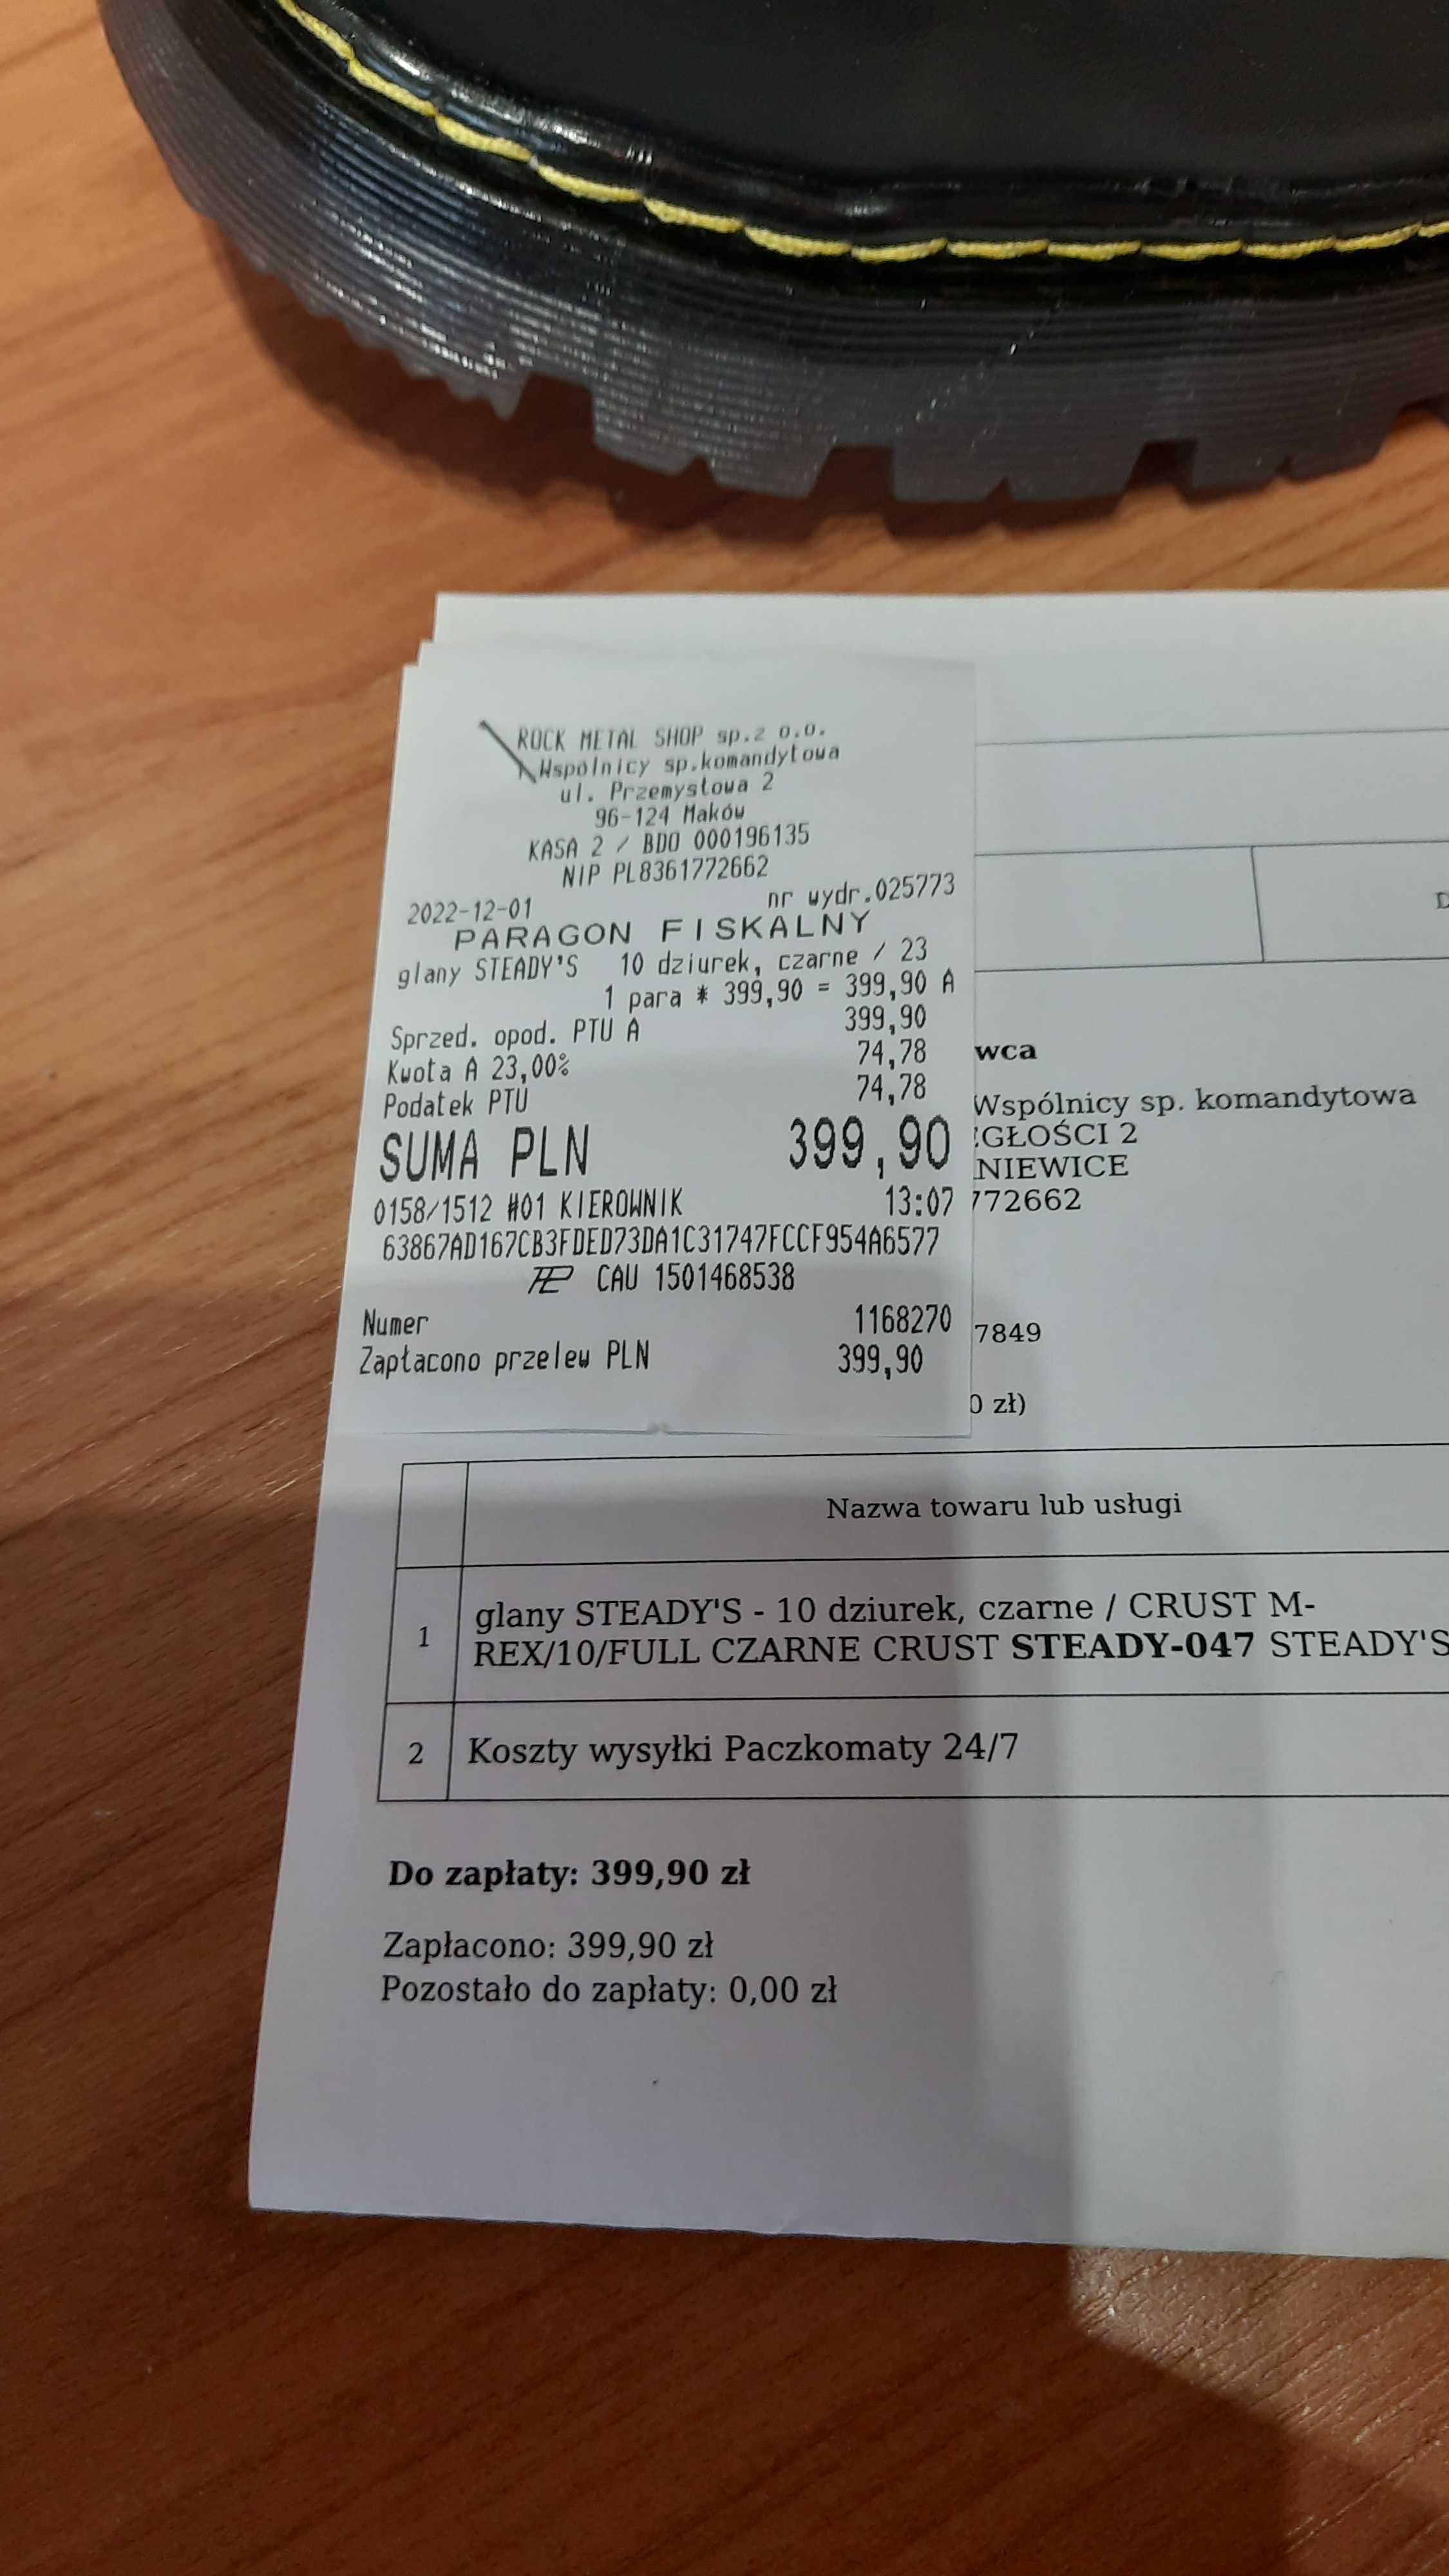 ROCK METAL SHOP sp.z o.o.
Wspólnicy sp.komandytowa
ul. Przemysłowa 2
96-124 Maków
KASA 2 / BDO 000196135
NIP PL8361772662
2022-12-01 nr wydr.025773
PARAGON FISKALNY
glany STEADY'S 10 dziurek, czarne / 23
1 para * 399,90 = 399,90 A
Sprzed. opod. PTU A 399,90
Kwota A 23,00% 74,78
Podatek PTU 74,78
SUMA PLN 399,90
0158/1512 #01 KIEROWNIK 13:07
63867AD167CB3FDED73DA1C31747FCCF954A6577
CAU 1501468538
Numer 1168270
Zapłacono przelew PLN 399,90
D
wca
Wspólnicy sp. komandytowa
GŁOŚCI 2
NIEWICE
772662
7849
0 zł)
Nazwa towaru lub usługi
1 glany STEADY'S - 10 dziurek, czarne / CRUST M-
REX/10/FULL CZARNE CRUST STEADY-047 STEADY'S
2 Koszty wysyłki Paczkomaty 24/7
Do zapłaty: 399,90 zł
Zapłacono: 399,90 zł
Pozostało do zapłaty: 0,00 zł